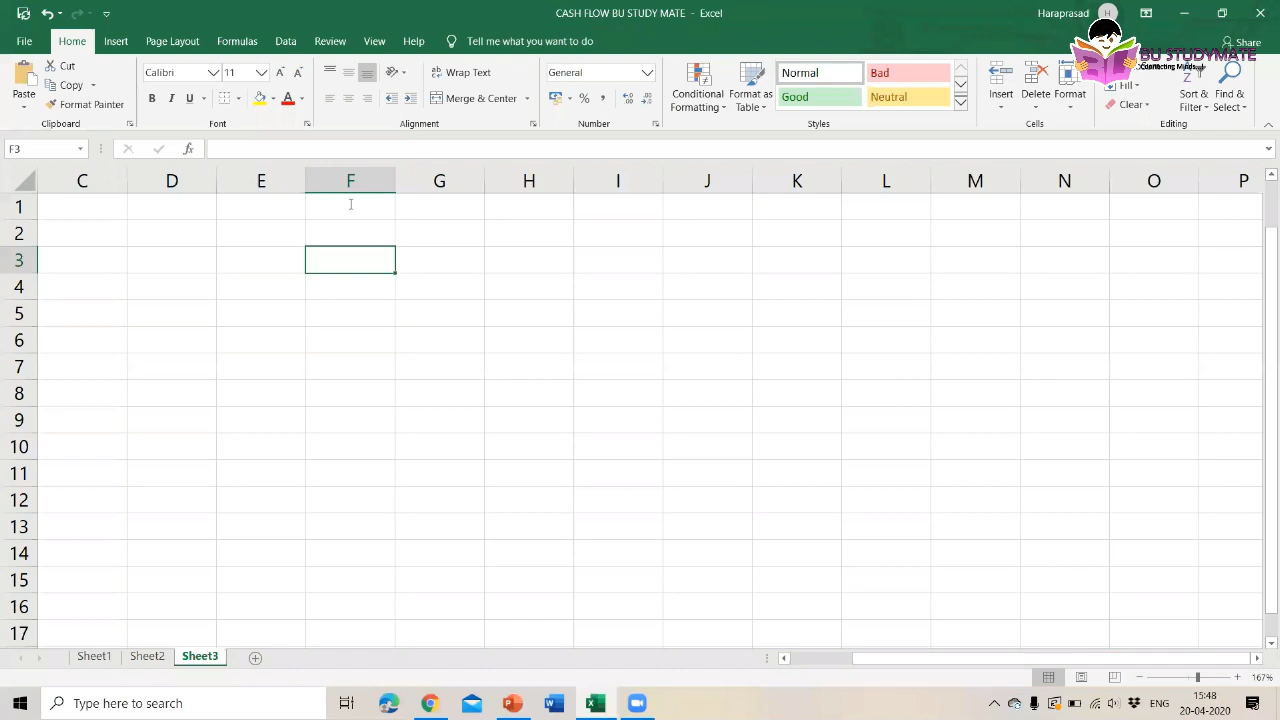 CASH FLOW BU STUDY MATE - Excel
Haraprasad H
File Home Insert Page Layout Formulas Data Review View Help Tell me what you want to do Share
BU STUDYMATE
Connecting Minds
Paste
Cut
Copy
Format Painter
Clipboard
Calibri 11
B I U
Font
Wrap Text
Merge & Center
Alignment
General
Number
Conditional Formatting
Format as Table
Normal Bad
Good Neutral
Styles
Insert Delete Format
Cells
Fill
Clear
Sort & Filter
Find & Select
Editing
F3 fx
C D E F G H I J K L M N O P
1
2
3
4
5
6
7
8
9
10
11
12
13
14
15
16
17
Sheet1 Sheet2 Sheet3
167%
Type here to search
ENG
15:48
20-04-2020